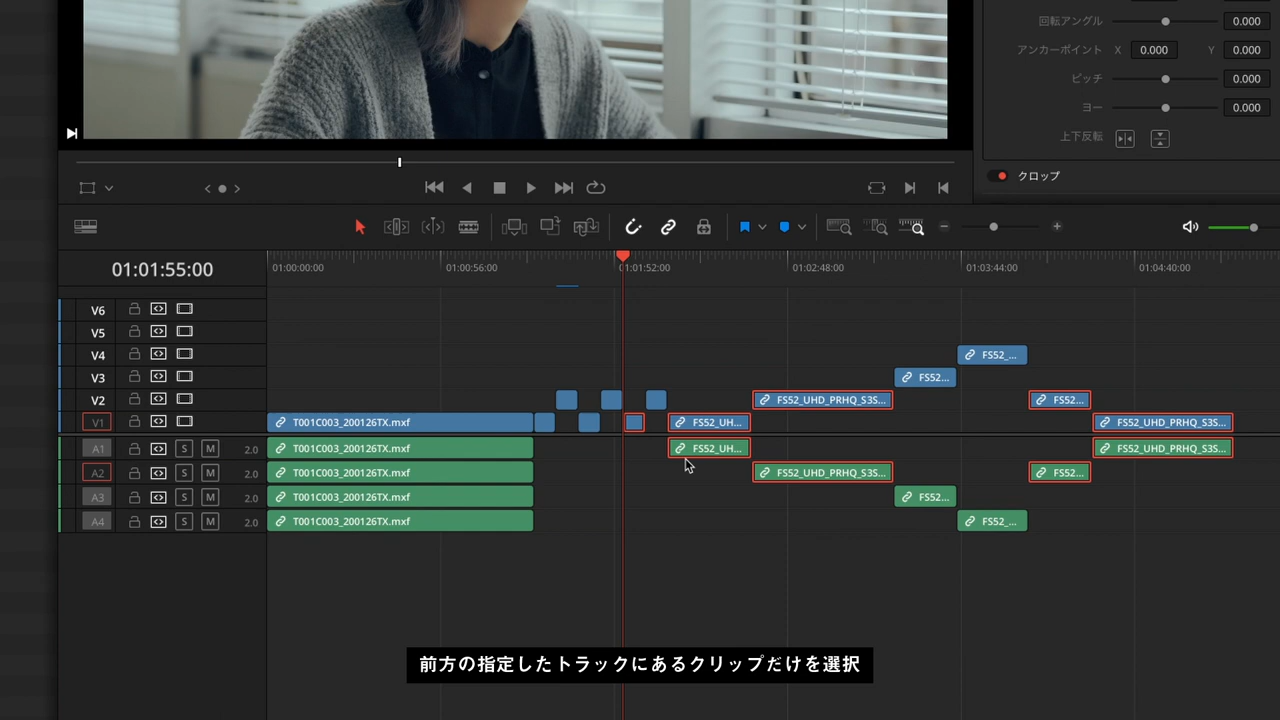 回転アングル 0.000
アンカーポイント X 0.000 Y 0.000
ピッチ 0.000
ヨー 0.000
上下反転
クロップ
01:01:55:00 01:00:00:00 01:00:56:00 01:01:52:00 01:02:48:00 01:03:44:00 01:04:40:00
V6
V5
V4 FS52_...
V3 FS52...
V2 FS52_UHD_PRHQ_S3S... FS52...
V1 T001C003_200126TX.mxf FS52_UH... FS52_UHD_PRHQ_S3S...
A1 S M 2.0 T001C003_200126TX.mxf FS52_UH... FS52_UHD_PRHQ_S3S...
A2 S M 2.0 T001C003_200126TX.mxf FS52_UHD_PRHQ_S3S... FS52...
A3 S M 2.0 T001C003_200126TX.mxf FS52...
A4 S M 2.0 T001C003_200126TX.mxf FS52_...
前方の指定したトラックにあるクリップだけを選択